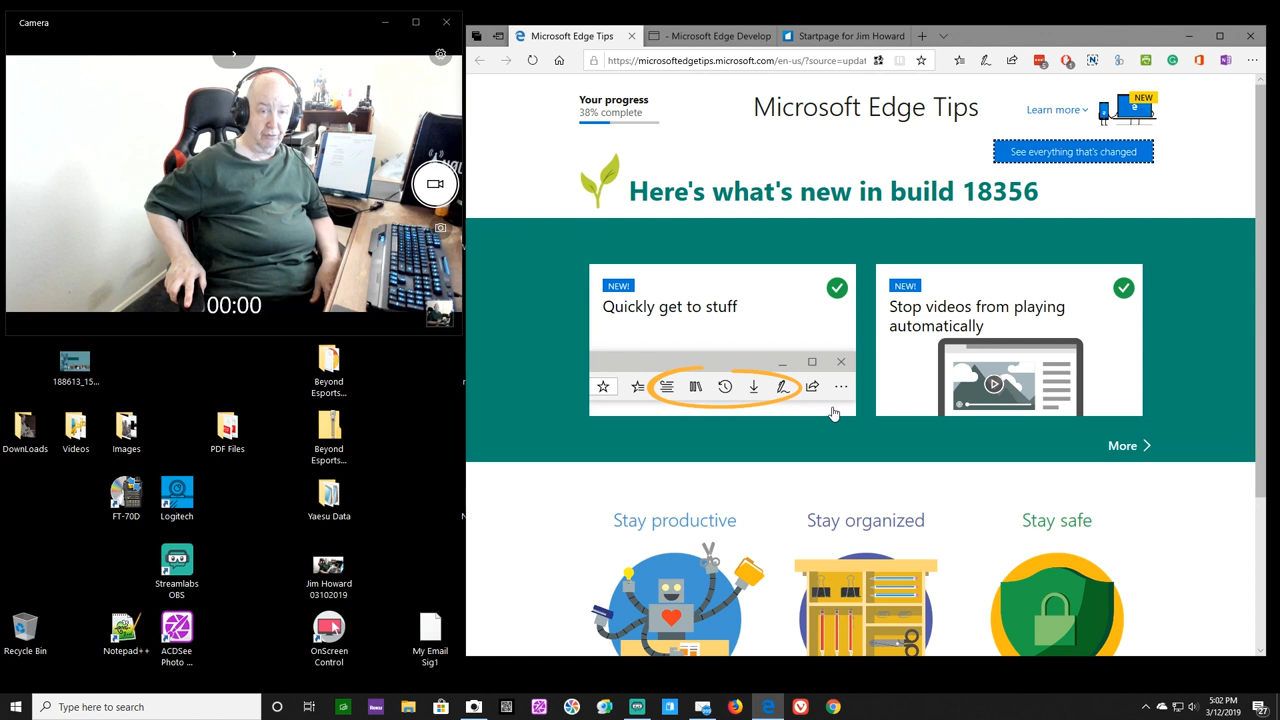 Camera
00:00
188613_15...
Beyond
Esports...
DownLoads
Videos
Images
PDF Files
Beyond
Esports...
FT-70D
Logitech
Yaesu Data
Streamlabs
OBS
Jim Howard
03102019
Recycle Bin
Notepad++
ACDSee
Photo ...
OnScreen
Control
My Email
Sig1
Microsoft Edge Tips
- Microsoft Edge Develop
Startpage for Jim Howard
https://microsoftedgetips.microsoft.com/en-us/?source=updat
Your progress
38% complete
Microsoft Edge Tips
Learn more
NEW
See everything that's changed
Here's what's new in build 18356
NEW!
Quickly get to stuff
NEW!
Stop videos from playing
automatically
More
Stay productive
Stay organized
Stay safe
Type here to search
Roku
5:02 PM
3/12/2019
27